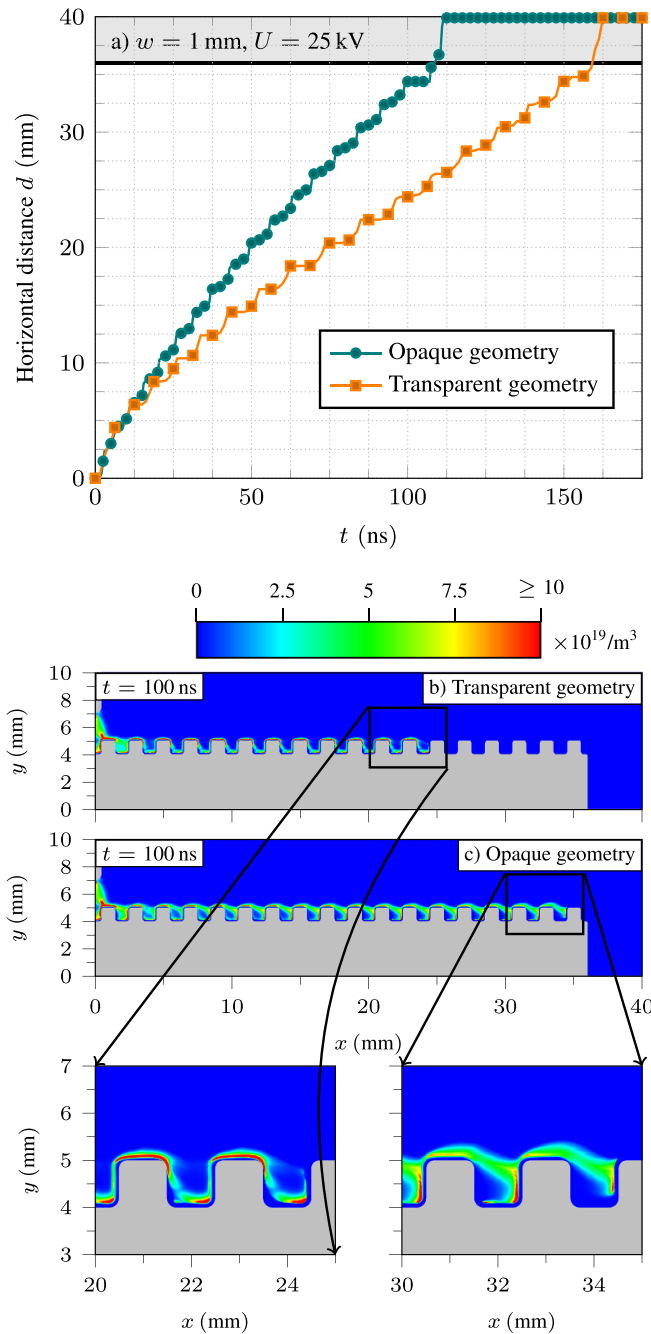 40
30
20
10
0
Horizontal distance d (mm)
a) w = 1 mm, U = 25 kV
Opaque geometry
Transparent geometry
0 50 100 150
t (ns)
0 2.5 5 7.5 ≥ 10
×10¹⁹/m³
10
8
6
4
2
0
y (mm)
t = 100 ns
b) Transparent geometry
10
8
6
4
2
0
y (mm)
t = 100 ns
c) Opaque geometry
0 10 20 30 40
x (mm)
7
6
5
4
3
y (mm)
20 22 24
x (mm)
30 32 34
x (mm)